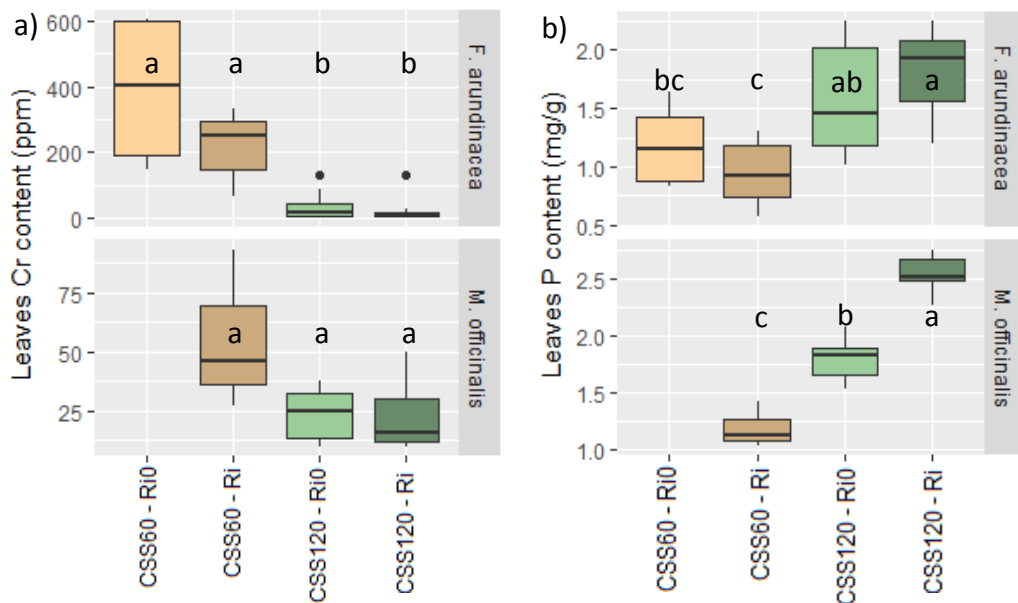 a)
Leaves Cr content (ppm)
600
400
200
0
a
a
b
b
F. arundinacea
75
50
25
a
a
a
M. officinalis
CSS60 - Ri0
CSS60 - Ri
CSS120 - Ri0
CSS120 - Ri
b)
Leaves P content (mg/g)
2.0
1.5
1.0
0.5
bc
c
ab
a
F. arundinacea
2.5
2.0
1.5
1.0
c
b
a
M. officinalis
CSS60 - Ri0
CSS60 - Ri
CSS120 - Ri0
CSS120 - Ri